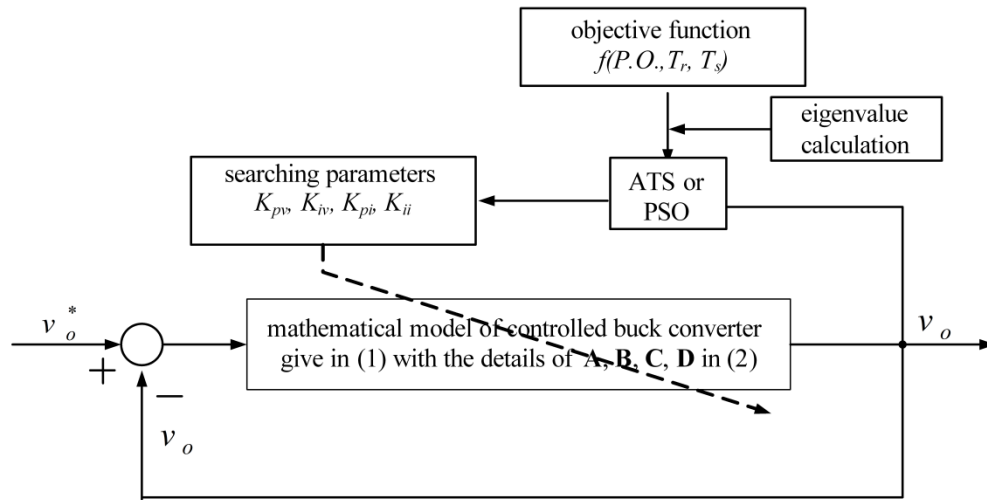 objective function
f(P.O.,Tr, Ts)
eigenvalue
calculation
searching parameters
Kpv, Kiv, Kpi, Kii
ATS or
PSO
vo*
+
−
vo
mathematical model of controlled buck converter
give in (1) with the details of A, B, C, D in (2)
vo